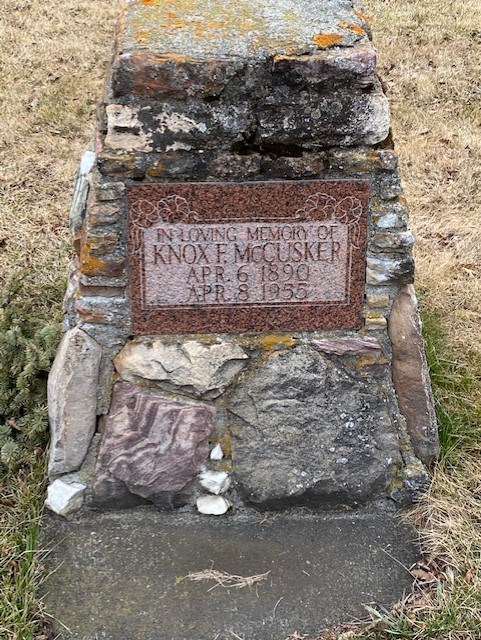 IN LOVING MEMORY OF
KNOX F. McCUSKER
APR. 6 1890
APR. 8 1955